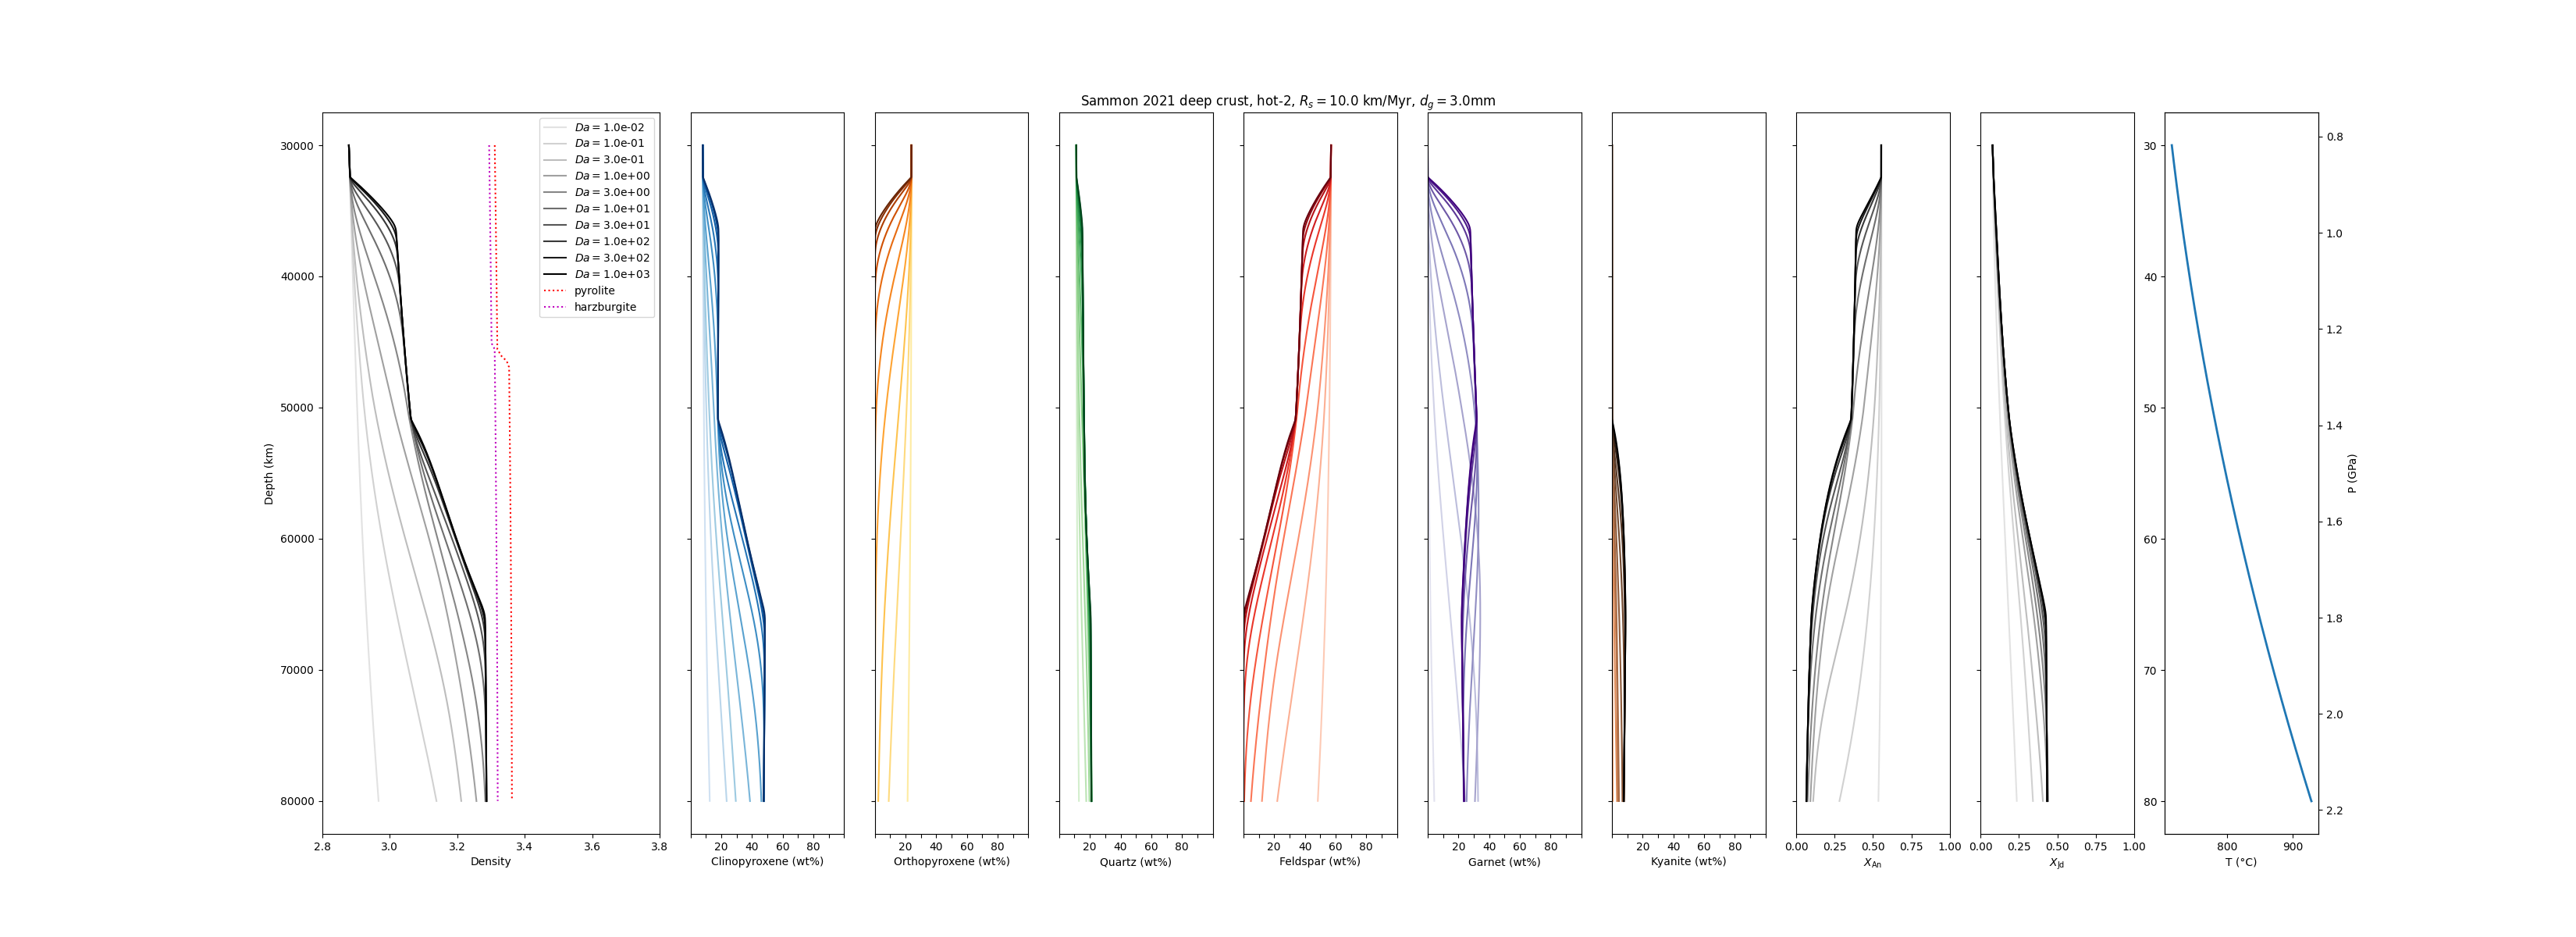 Sammon 2021 deep crust, hot-2, R_s = 10.0 km/Myr, d_g = 3.0mm
Da = 1.0e-02
Da = 1.0e-01
Da = 3.0e-01
Da = 1.0e+00
Da = 3.0e+00
Da = 1.0e+01
Da = 3.0e+01
Da = 1.0e+02
Da = 3.0e+02
Da = 1.0e+03
pyrolite
harzburgite
30000
40000
50000
60000
70000
80000
Depth (km)
30
40
50
60
70
80
0.8
1.0
1.2
1.4
1.6
1.8
2.0
2.2
P (GPa)
2.8 3.0 3.2 3.4 3.6 3.8
Density
20 40 60 80
Clinopyroxene (wt%)
20 40 60 80
Orthopyroxene (wt%)
20 40 60 80
Quartz (wt%)
20 40 60 80
Feldspar (wt%)
20 40 60 80
Garnet (wt%)
20 40 60 80
Kyanite (wt%)
0.00 0.25 0.50 0.75 1.00
X_An
0.00 0.25 0.50 0.75 1.00
X_Jd
800 900
T (°C)